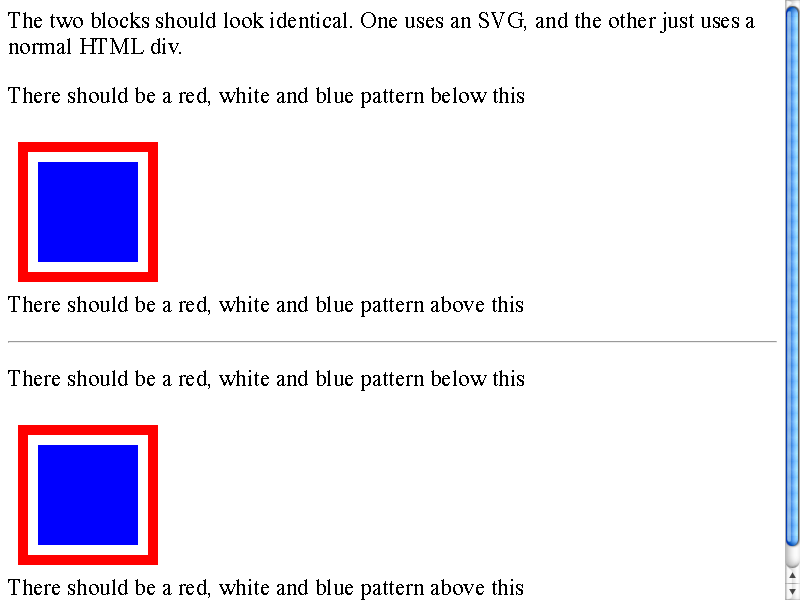 The two blocks should look identical. One uses an SVG, and the other just uses a
normal HTML div.
There should be a red, white and blue pattern below this
There should be a red, white and blue pattern above this
There should be a red, white and blue pattern below this
There should be a red, white and blue pattern above this